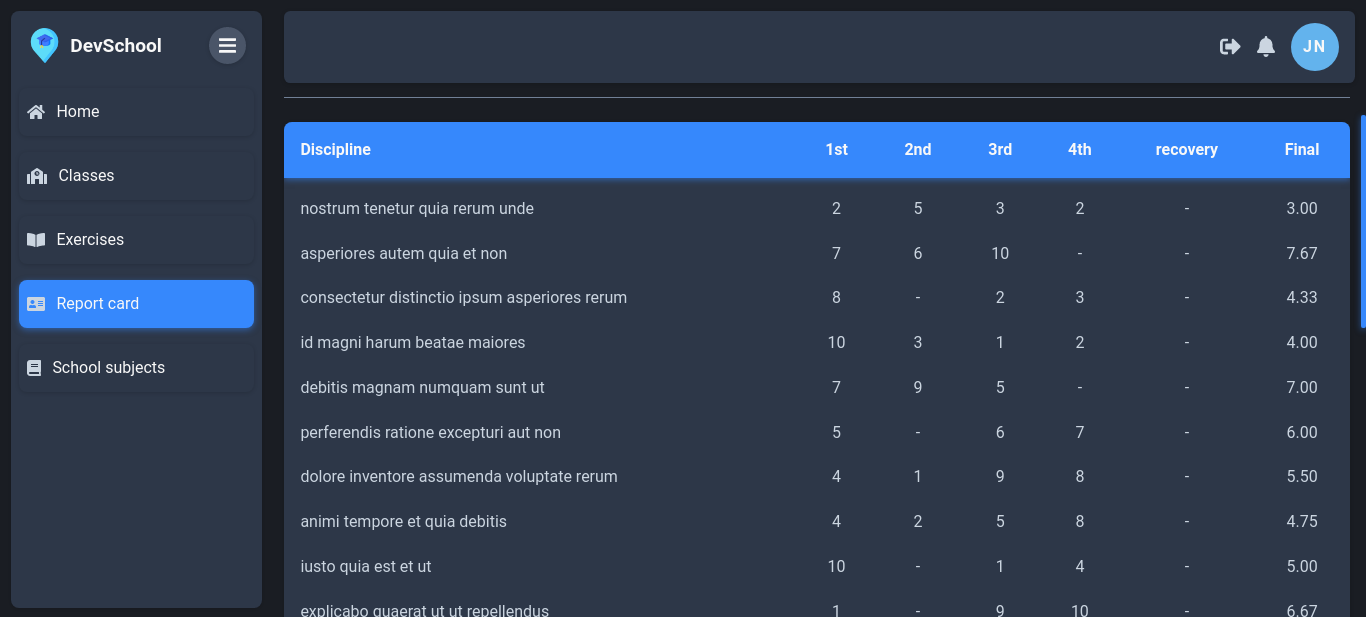 DevSchool
JN
Home
Classes
Exercises
Report card
School subjects
Discipline 1st 2nd 3rd 4th recovery Final
nostrum tenetur quia rerum unde 2 5 3 2 - 3.00
asperiores autem quia et non 7 6 10 - - 7.67
consectetur distinctio ipsum asperiores rerum 8 - 2 3 - 4.33
id magni harum beatae maiores 10 3 1 2 - 4.00
debitis magnam numquam sunt ut 7 9 5 - - 7.00
perferendis ratione excepturi aut non 5 - 6 7 - 6.00
dolore inventore assumenda voluptate rerum 4 1 9 8 - 5.50
animi tempore et quia debitis 4 2 5 8 - 4.75
iusto quia est et ut 10 - 1 4 - 5.00
explicabo quaerat ut ut repellendus 1 - 9 10 - 6.67